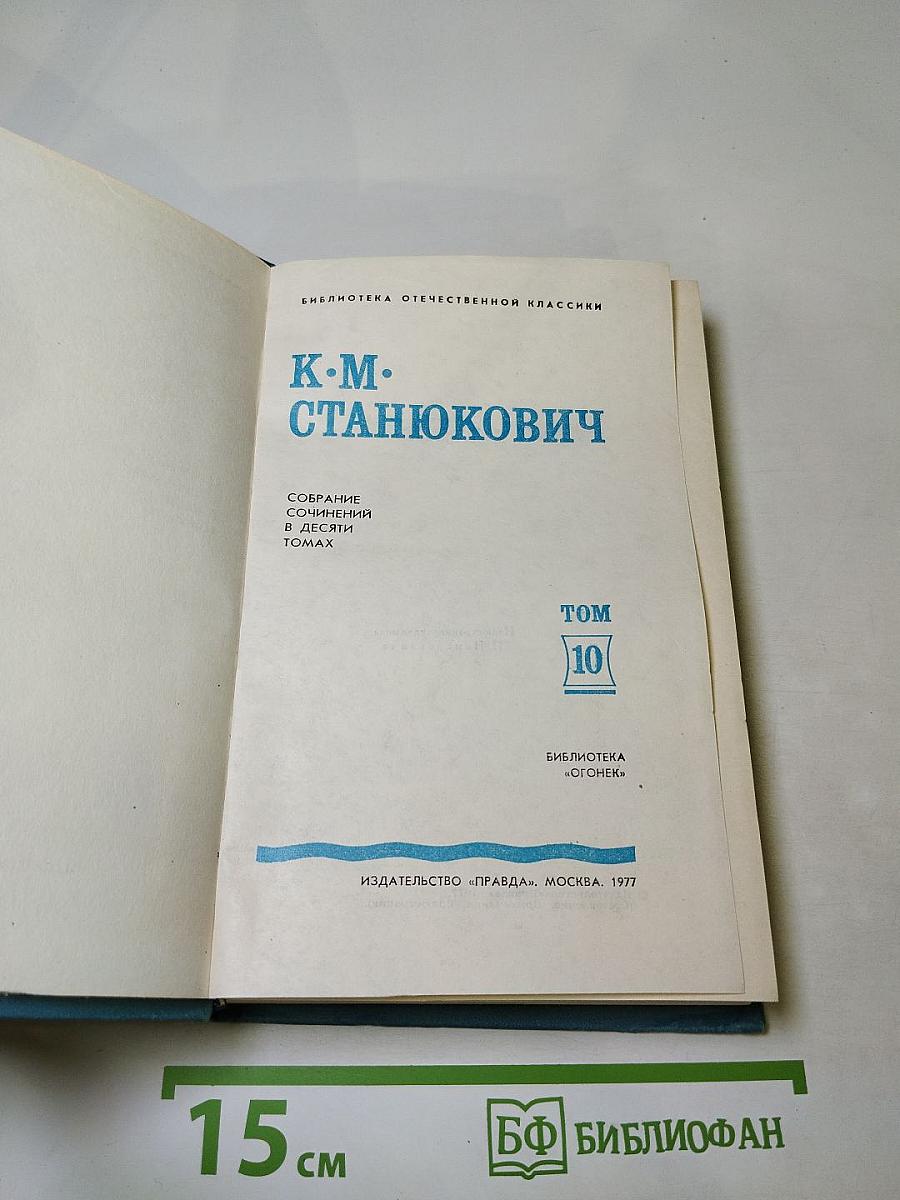 БИБЛИОТЕКА ОТЕЧЕСТВЕННОЙ КЛАССИКИ
К·М·
СТАНЮКОВИЧ
СОБРАНИЕ
СОЧИНЕНИЙ
В ДЕСЯТИ
ТОМАХ
ТОМ
10
БИБЛИОТЕКА
«ОГОНЕК»
ИЗДАТЕЛЬСТВО «ПРАВДА». МОСКВА. 1977
15 см
БФ БИБЛИОФАН